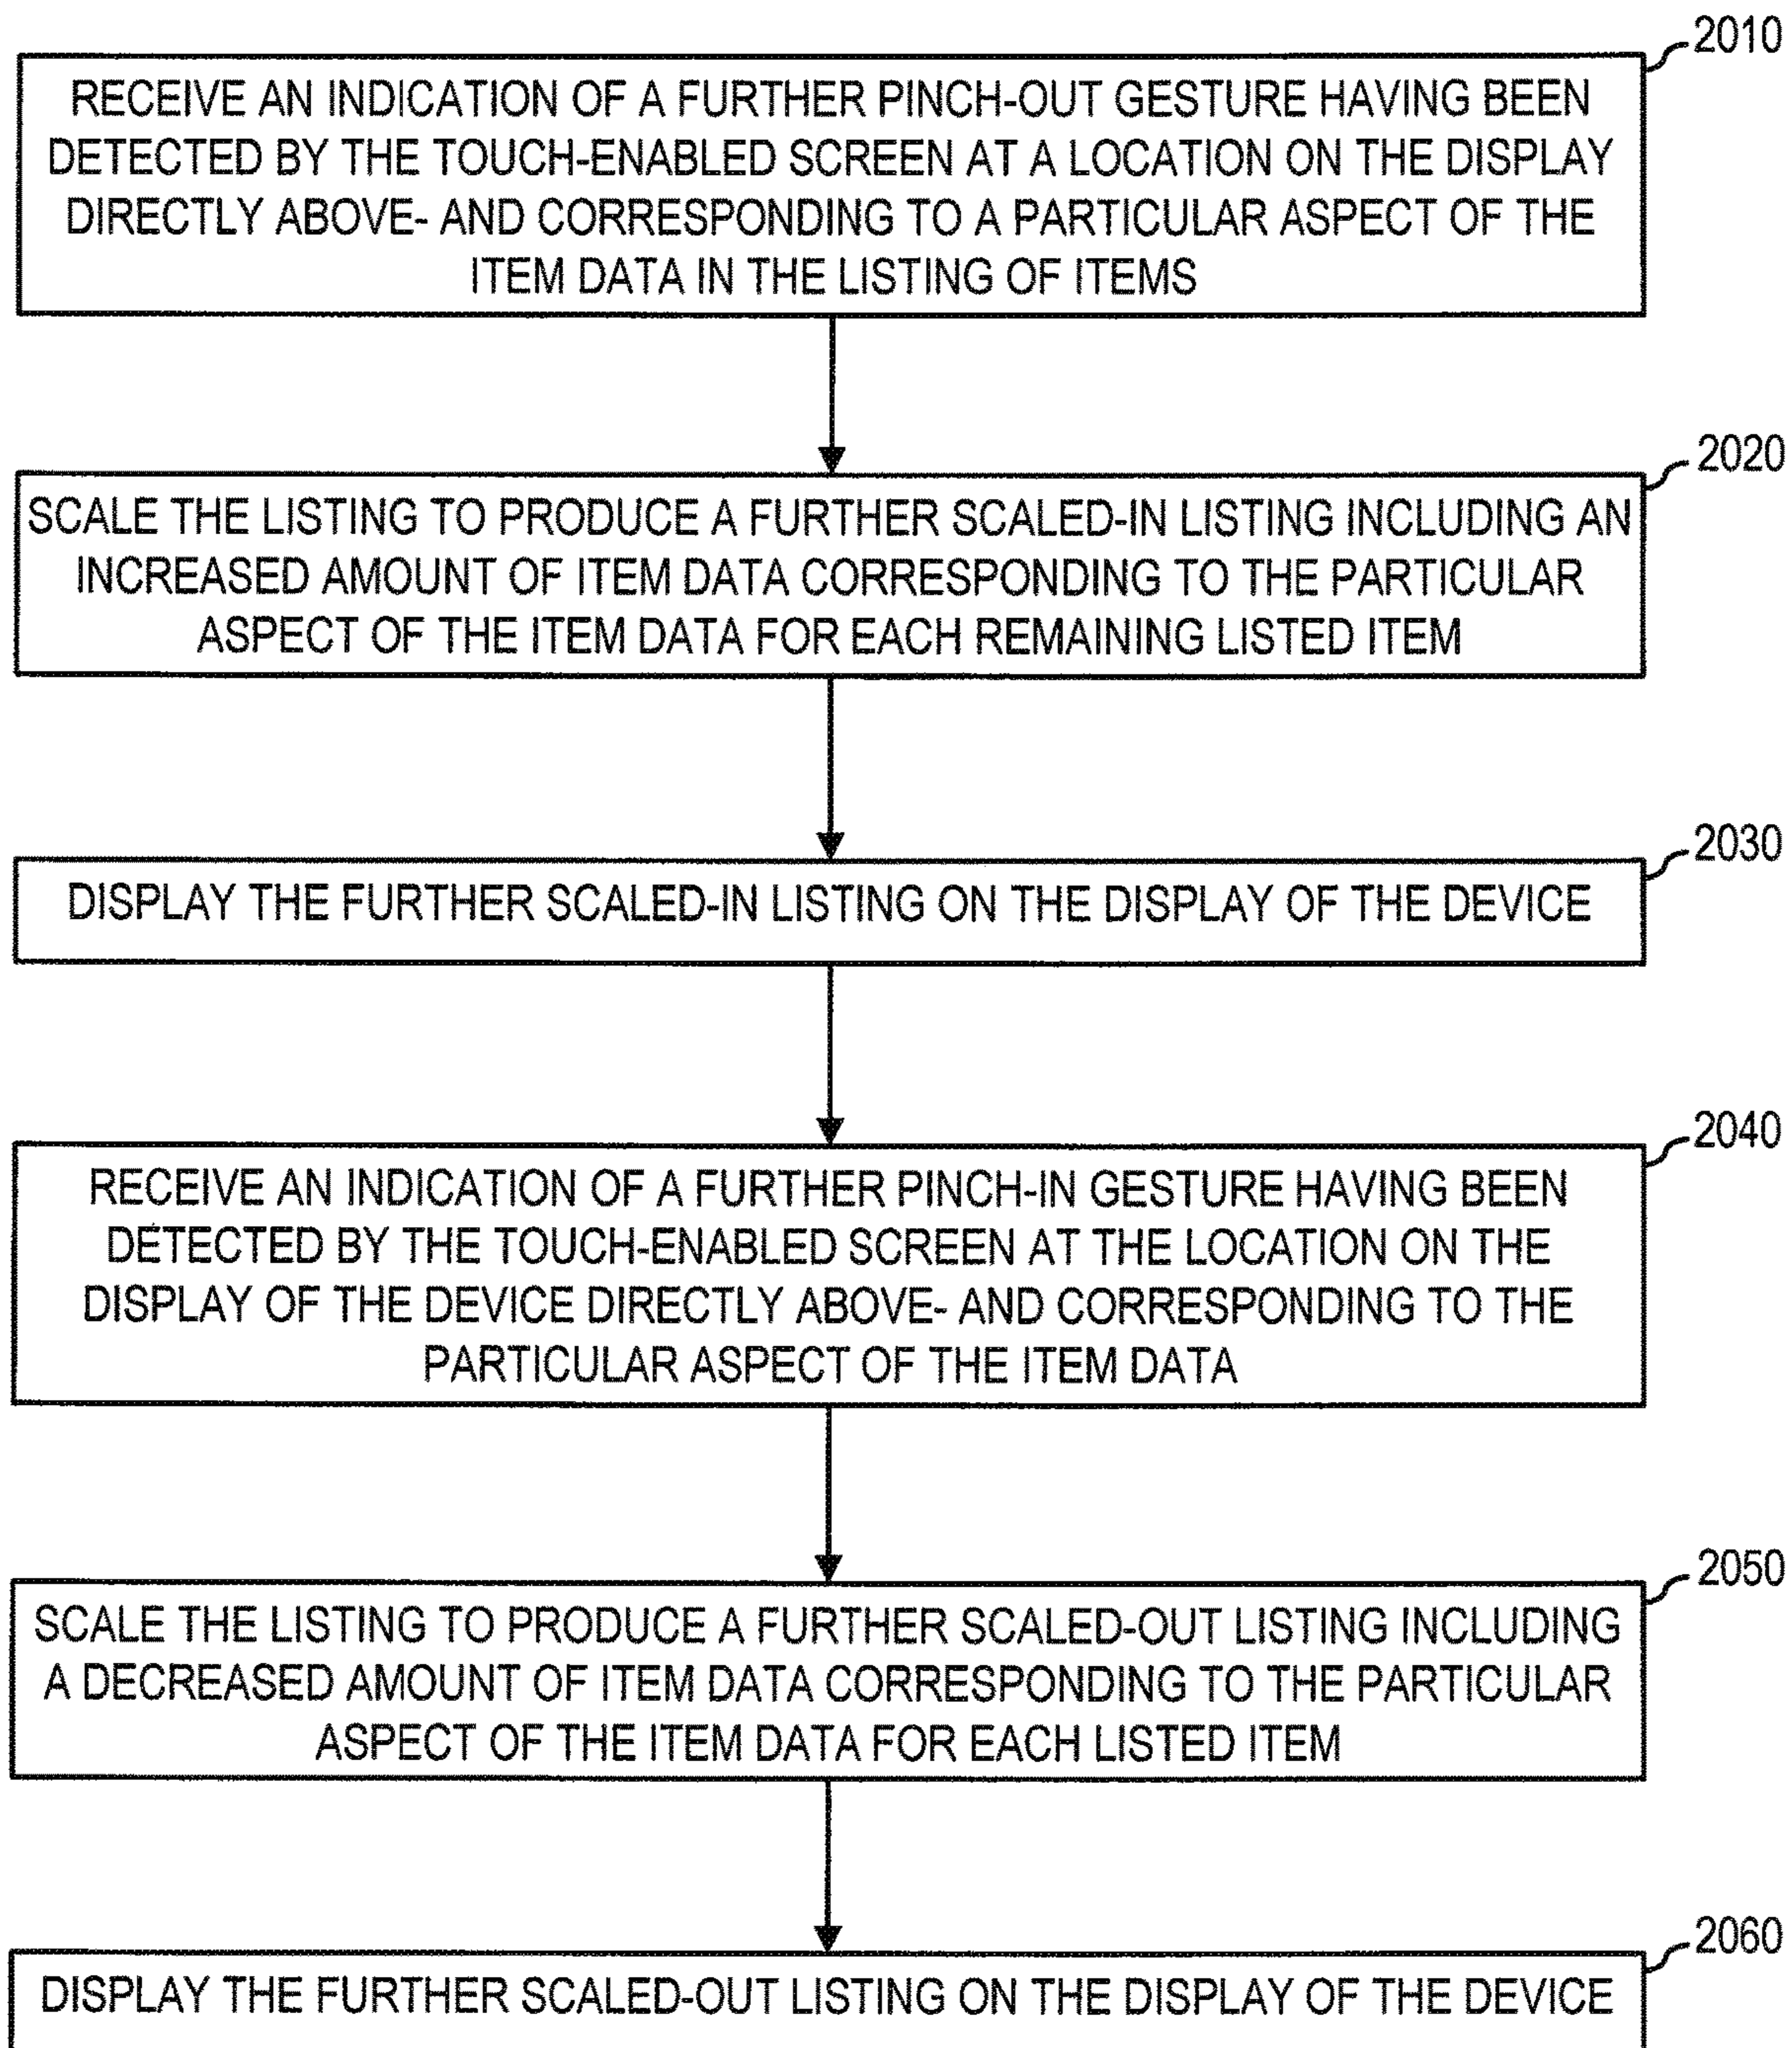 2010
RECEIVE AN INDICATION OF A FURTHER PINCH-OUT GESTURE HAVING BEEN
DETECTED BY THE TOUCH-ENABLED SCREEN AT A LOCATION ON THE DISPLAY
DIRECTLY ABOVE- AND CORRESPONDING TO A PARTICULAR ASPECT OF THE
ITEM DATA IN THE LISTING OF ITEMS
2020
SCALE THE LISTING TO PRODUCE A FURTHER SCALED-IN LISTING INCLUDING AN
INCREASED AMOUNT OF ITEM DATA CORRESPONDING TO THE PARTICULAR
ASPECT OF THE ITEM DATA FOR EACH REMAINING LISTED ITEM
2030
DISPLAY THE FURTHER SCALED-IN LISTING ON THE DISPLAY OF THE DEVICE
2040
RECEIVE AN INDICATION OF A FURTHER PINCH-IN GESTURE HAVING BEEN
DETECTED BY THE TOUCH-ENABLED SCREEN AT THE LOCATION ON THE
DISPLAY OF THE DEVICE DIRECTLY ABOVE- AND CORRESPONDING TO THE
PARTICULAR ASPECT OF THE ITEM DATA
2050
SCALE THE LISTING TO PRODUCE A FURTHER SCALED-OUT LISTING INCLUDING
A DECREASED AMOUNT OF ITEM DATA CORRESPONDING TO THE PARTICULAR
ASPECT OF THE ITEM DATA FOR EACH LISTED ITEM
2060
DISPLAY THE FURTHER SCALED-OUT LISTING ON THE DISPLAY OF THE DEVICE